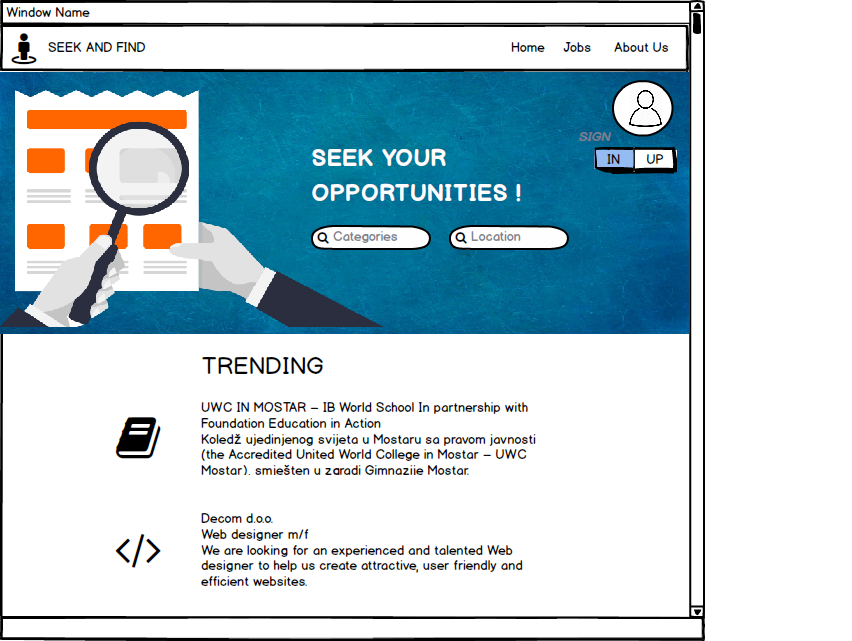 Window Name
SEEK AND FIND
Home Jobs About Us
SIGN
IN UP
SEEK YOUR
OPPORTUNITIES !
Categories Location
TRENDING
UWC IN MOSTAR – IB World School In partnership with
Foundation Education in Action
Koledž ujedinjenog svijeta u Mostaru sa pravom javnosti
(the Accredited United World College in Mostar – UWC
Mostar), smješten u zgradi Gimnazije Mostar.
Decom d.o.o.
Web designer m/f
We are looking for an experienced and talented Web
designer to help us create attractive, user friendly and
efficient websites.